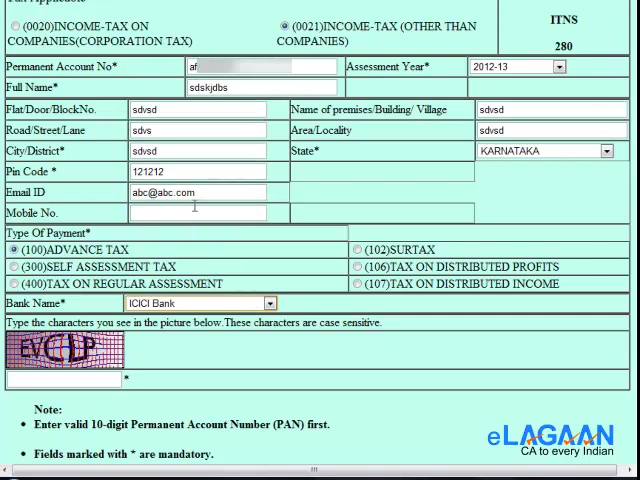 Tax Applicable
(0020)INCOME-TAX ON COMPANIES(CORPORATION TAX)
(0021)INCOME-TAX (OTHER THAN COMPANIES)
ITNS
280
Permanent Account No* af Assessment Year* 2012-13
Full Name* sdskjdbs
Flat/Door/BlockNo. sdvsd Name of premises/Building/ Village sdvsd
Road/Street/Lane sdvs Area/Locality sdvsd
City/District* sdvsd State* KARNATAKA
Pin Code * 121212
Email ID abc@abc.com
Mobile No.
Type Of Payment*
(100)ADVANCE TAX (102)SURTAX
(300)SELF ASSESSMENT TAX (106)TAX ON DISTRIBUTED PROFITS
(400)TAX ON REGULAR ASSESSMENT (107)TAX ON DISTRIBUTED INCOME
Bank Name* ICICI Bank
Type the characters you see in the picture below.These characters are case sensitive.
*
Note:
Enter valid 10-digit Permanent Account Number (PAN) first.
Fields marked with * are mandatory.
eLAGAAN
CA to every Indian